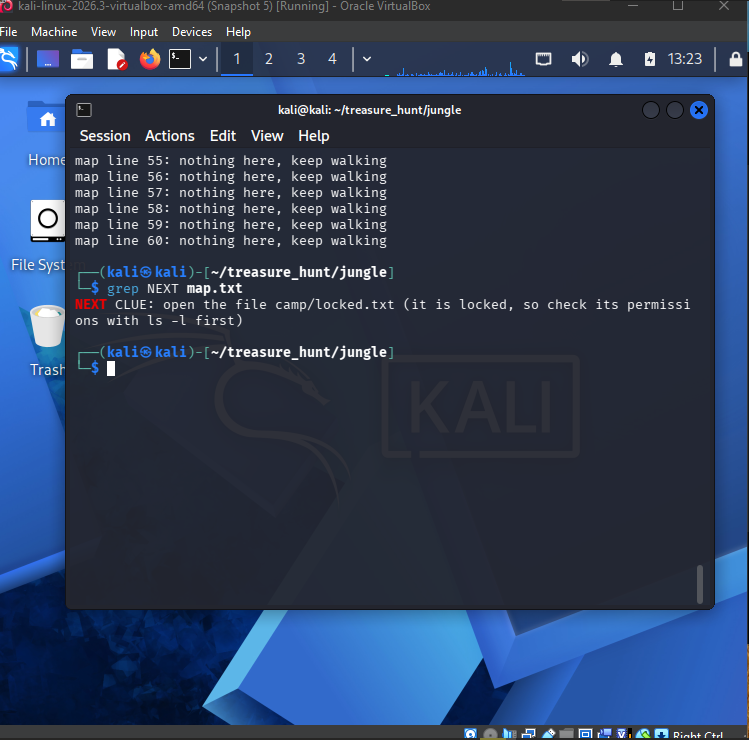 kali-linux-2026.3-virtualbox-amd64 (Snapshot 5) [Running] - Oracle VirtualBox
File Machine View Input Devices Help
1 2 3 4 13:23
kali@kali: ~/treasure_hunt/jungle
Session Actions Edit View Help
Home
File Syst
Trash
map line 55: nothing here, keep walking
map line 56: nothing here, keep walking
map line 57: nothing here, keep walking
map line 58: nothing here, keep walking
map line 59: nothing here, keep walking
map line 60: nothing here, keep walking
┌──(kali㉿kali)-[~/treasure_hunt/jungle]
└─$ grep NEXT map.txt
NEXT CLUE: open the file camp/locked.txt (it is locked, so check its permissi
ons with ls -l first)
┌──(kali㉿kali)-[~/treasure_hunt/jungle]
└─$
KALI
Right Ctrl